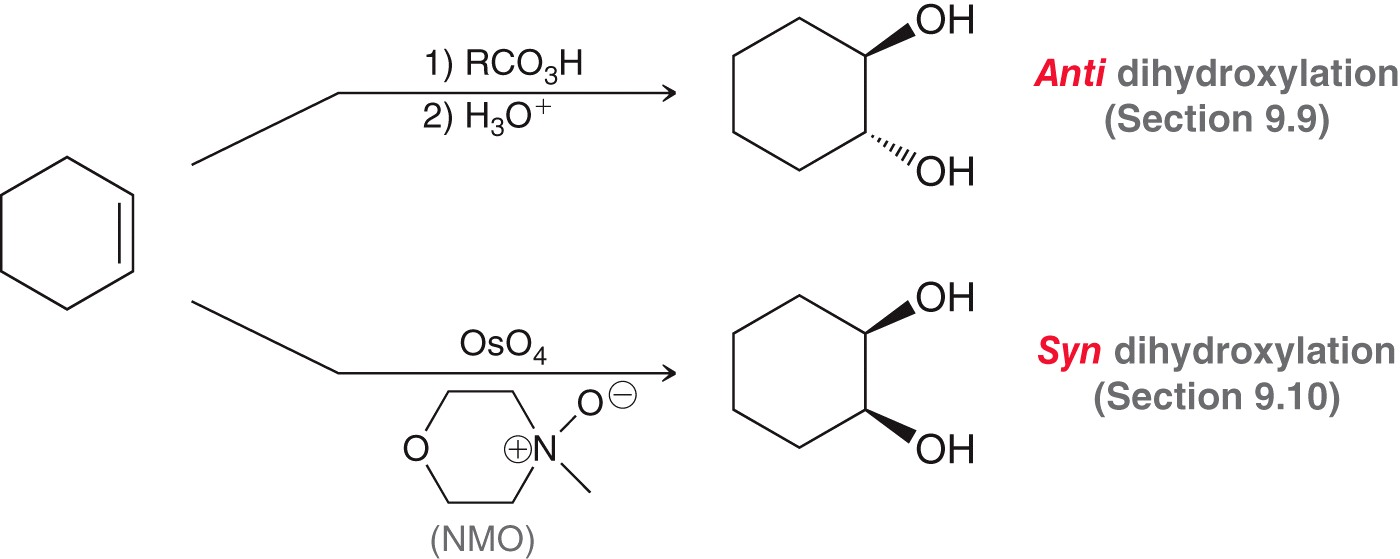 1) RCO₃H
2) H₃O⁺
OH
OH
Anti dihydroxylation
(Section 9.9)
OsO₄
O
N
O⊖
⊕
(NMO)
OH
OH
Syn dihydroxylation
(Section 9.10)